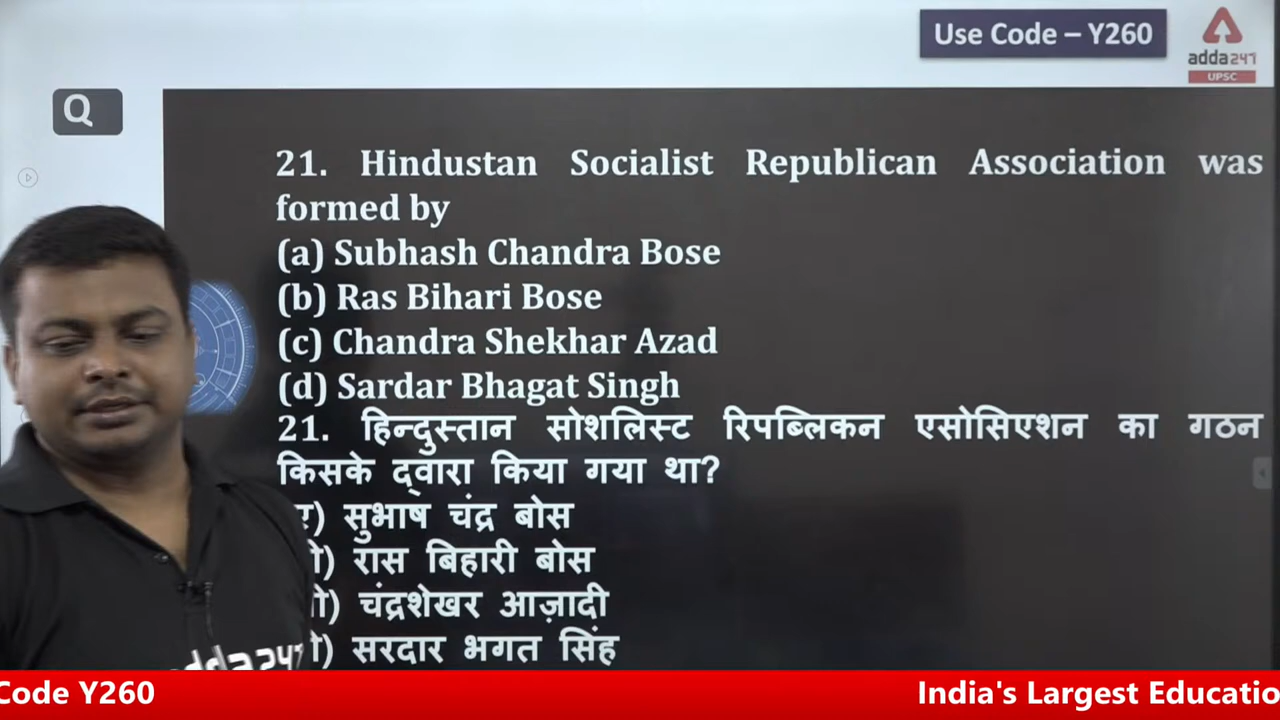 Use Code – Y260
adda247
UPSC
Q
21. Hindustan Socialist Republican Association was
formed by
(a) Subhash Chandra Bose
(b) Ras Bihari Bose
(c) Chandra Shekhar Azad
(d) Sardar Bhagat Singh
21. हिन्दुस्तान सोशलिस्ट रिपब्लिकन एसोसिएशन का गठन
किसके द्वारा किया गया था?
) सुभाष चंद्र बोस
) रास बिहारी बोस
) चंद्रशेखर आज़ादी
) सरदार भगत सिंह
adda247
Code Y260
India's Largest Educatio